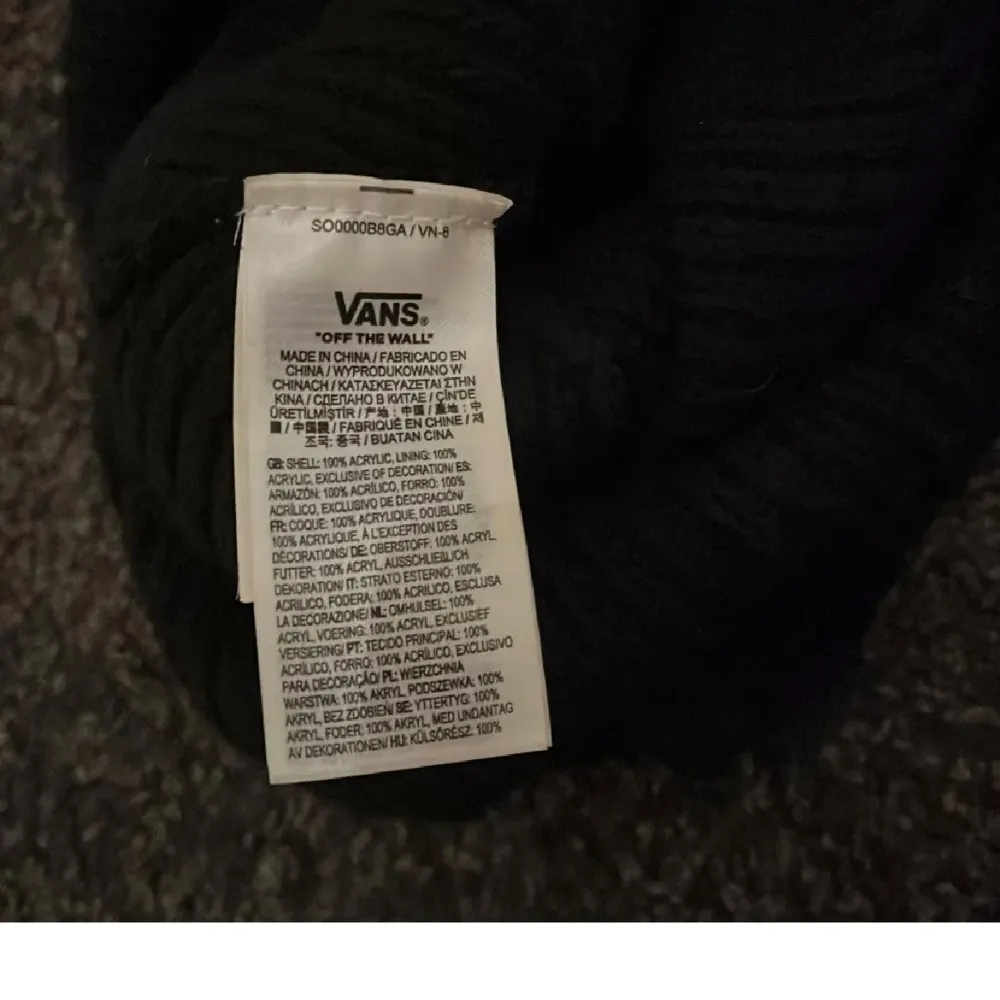 SO0000B8GA / VN-8
VANS®
"OFF THE WALL"
MADE IN CHINA / FABRICADO EN
CHINA / WYPRODUKOWANO W
CHINACH / ΚΑΤΑΣΚΕΥΑΖΕΤΑΙ ΣΤΗΝ
ΚΙΝΑ / СДЕЛАНО В КИТАЕ / ÇİN'DE
ÜRETİLMİŞTİR / 产地 : 中国 / 產地 : 中
國 / 中国製 / FABRIQUÉ EN CHINE / 제
조국: 중국 / BUATAN CINA
GB: SHELL: 100% ACRYLIC, LINING: 100%
ACRYLIC, EXCLUSIVE OF DECORATION/ ES:
ARMAZÓN: 100% ACRÍLICO, FORRO: 100%
ACRÍLICO, EXCLUSIVO DE DECORACIÓN/
FR: COQUE: 100% ACRYLIQUE, DOUBLURE:
100% ACRYLIQUE, À L'EXCEPTION DES
DÉCORATIONS/ DE: OBERSTOFF: 100% ACRYL,
FUTTER: 100% ACRYL, AUSSCHLIEßLICH
DEKORATION/ IT: STRATO ESTERNO: 100%
ACRILICO, FODERA: 100% ACRILICO, ESCLUSA
LA DECORAZIONE/ NL: OMHULSEL: 100%
ACRYL, VOERING: 100% ACRYL, EXCLUSIEF
VERSIERING/ PT: TECIDO PRINCIPAL: 100%
ACRÍLICO, FORRO: 100% ACRÍLICO, EXCLUSIVO
PARA DECORAÇÃO/ PL: WIERZCHNIA
WARSTWA: 100% AKRYL, PODSZEWKA: 100%
AKRYL, BEZ ZDOBIEŃ/ SE: YTTERTYG: 100%
AKRYL, FODER: 100% AKRYL, MED UNDANTAG
AV DEKORATIONEN/ HU: KÜLSŐRÉSZ: 100%